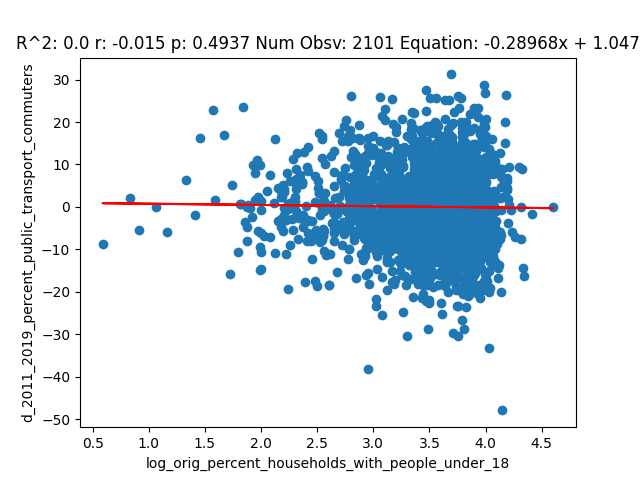 R^2: 0.0 r: -0.015 p: 0.4937 Num Obsv: 2101 Equation: -0.28968x + 1.047
d_2011_2019_percent_public_transport_commuters
30
20
10
0
−10
−20
−30
−40
−50
0.5 1.0 1.5 2.0 2.5 3.0 3.5 4.0 4.5
log_orig_percent_households_with_people_under_18